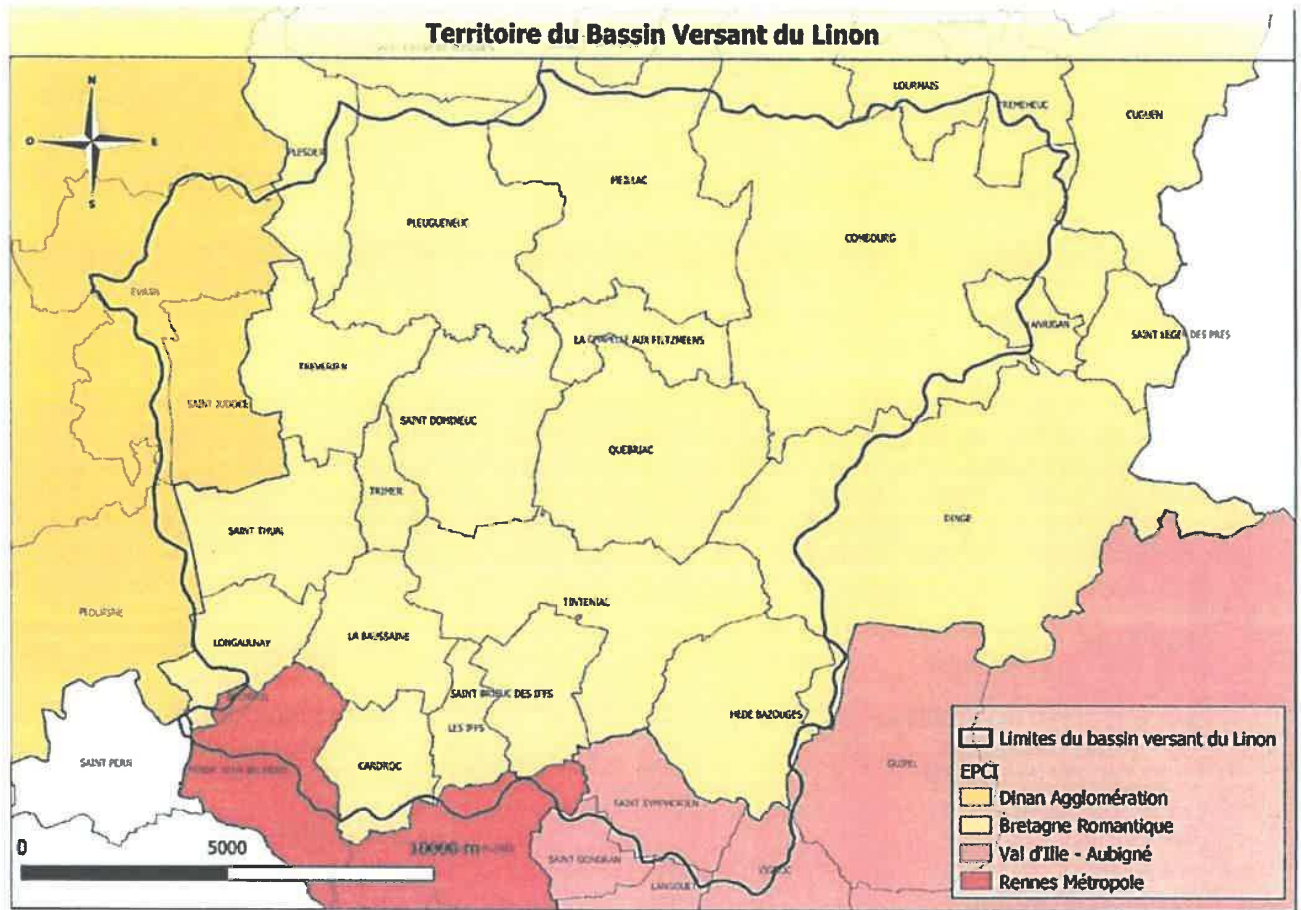 Territoire du Bassin Versant du Linon
N
O
E
S
LOURMAIS
TREMEHEUC
CUGUEN
PLESDER
MEILLAC
PLEUGUENEUC
COMBOURG
EVRAN
LANRIGAN
SAINT LEGER DES PRES
LA CHAPELLE AUX FILTZMEENS
TREVERIEN
SAINT JUDOCE
SAINT DOMINEUC
QUEBRIAC
TRIMER
SAINT THUAL
DINGE
TINTENIAC
PLOUASNE
LONGAULNAY
LA BAUSSAINE
SAINT BRIEUC DES IFFS
HEDE BAZOUGES
LES IFFS
SAINT PERN
CARDROC
GUIPEL
SAINT SYMPHORIEN
SAINT GONDRAN
LANGOUET
VIGNOC
0
5000
10000 m
Limites du bassin versant du Linon
EPCI
Dinan Agglomération
Bretagne Romantique
Val d'Ille - Aubigné
Rennes Métropole